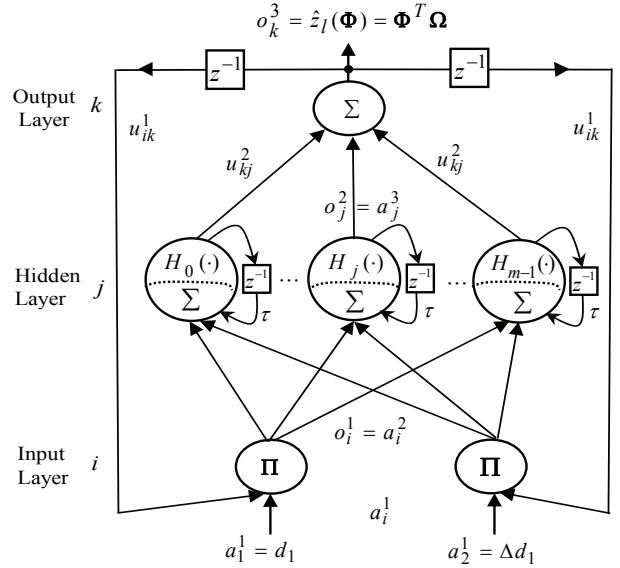 o_k^3 = ẑ_l(Φ) = Φ^T Ω
z^{-1} z^{-1}
Output Layer k
Σ
u_{ik}^1 u_{ik}^1
u_{kj}^2 u_{kj}^2
o_j^2 = a_j^3
Hidden Layer j
H_0(·) z^{-1} ... H_j(·) z^{-1} ... H_{m-1}(·) z^{-1}
Σ τ Σ τ Σ τ
o_i^1 = a_i^2
Input Layer i
Π Π
a_i^1
a_1^1 = d_1 a_2^1 = Δd_1